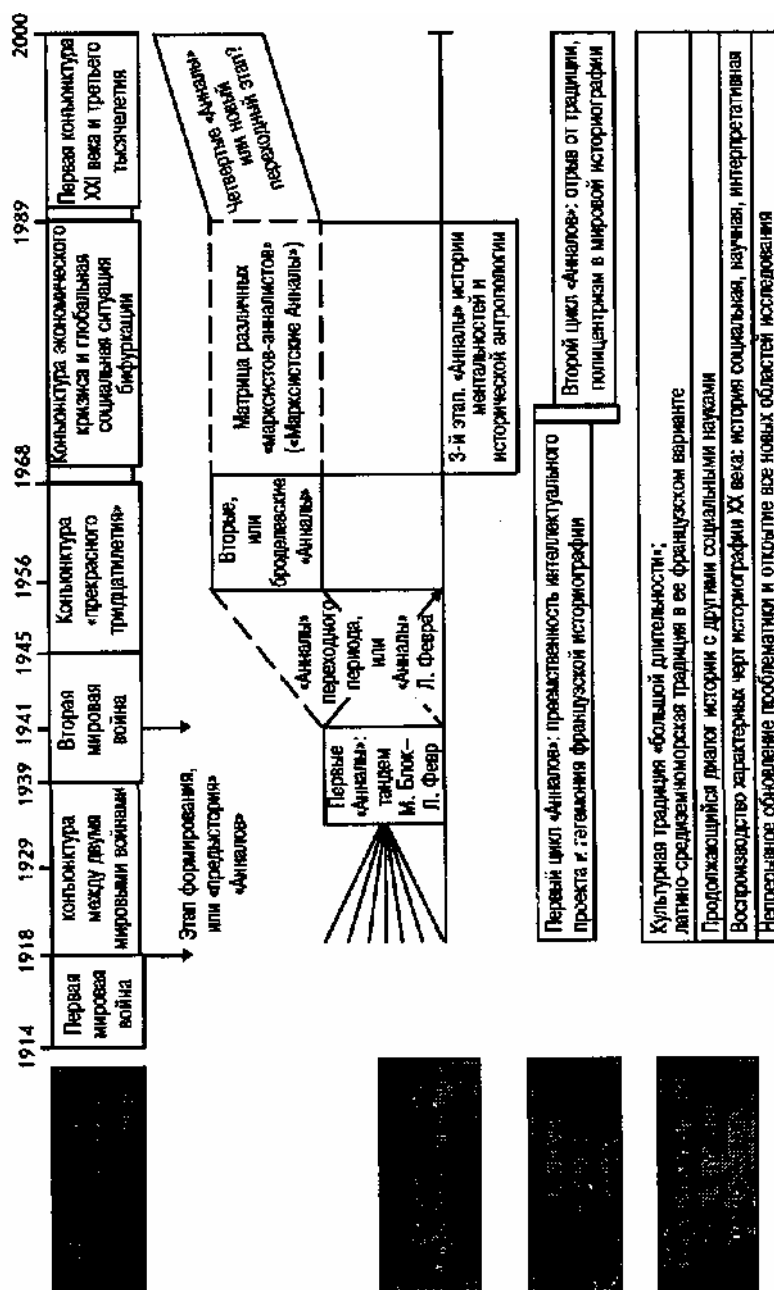 1914
1918
1929
1939
1941
1945
1956
1968
1989
2000
Первая
мировая
война
конъюнктура
между двумя
мировыми войнами
Вторая
мировая
война
Конъюнктура
«прекрасного
тридцатилетия»
Конъюнктура экономического
кризиса и глобальная
социальная ситуация
бифуркации
Первая конъюнктура
XXI века и третьего
тысячелетия
Этап формирования,
или «предыстория»
«Анналов»
Первые
«Анналы»:
тандем
М. Блок–
Л. Февр
«Анналы»
переходного
периода,
или
«Анналы»
Л. Февра
Вторые,
или
броделевские
«Анналы»
Матрица различных
«марксистов-анналистов»
(«Марксистские Анналы»)
Четвертые «Анналы»
или новый
переходный этап?
3-й этап. «Анналы» истории
ментальностей и
исторической антропологии
Первый цикл «Анналов»: преемственность интеллектуального
проекта и гегемония французской историографии
Второй цикл «Анналов»: отрыв от традиции,
полицентризм в мировой историографии
Культурная традиция «большой длительности»:
латино-средиземноморская традиция в ее французском варианте
Продолжающийся диалог истории с другими социальными науками
Воспроизводство характерных черт историографии XX века: история социальная, научная, интерпретативная
Непрерывное обновление проблематики и открытие все новых областей исследования